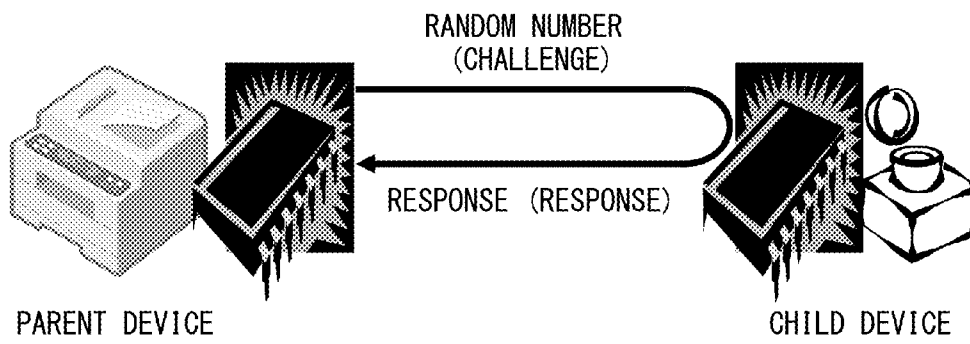 RANDOM NUMBER
(CHALLENGE)
RESPONSE (RESPONSE)
PARENT DEVICE
CHILD DEVICE